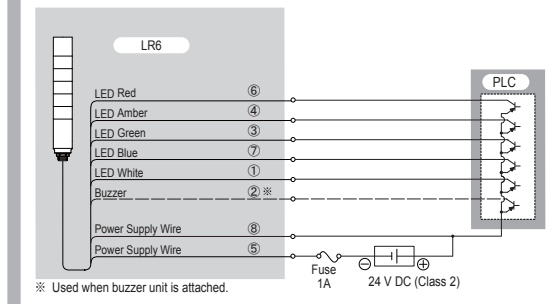 LR6
PLC
LED Red ⑥
LED Amber ④
LED Green ③
LED Blue ⑦
LED White ①
Buzzer ② ※
Power Supply Wire ⑧
Power Supply Wire ⑤
Fuse
1A
⊖ ⊕
24 V DC (Class 2)
※ Used when buzzer unit is attached.